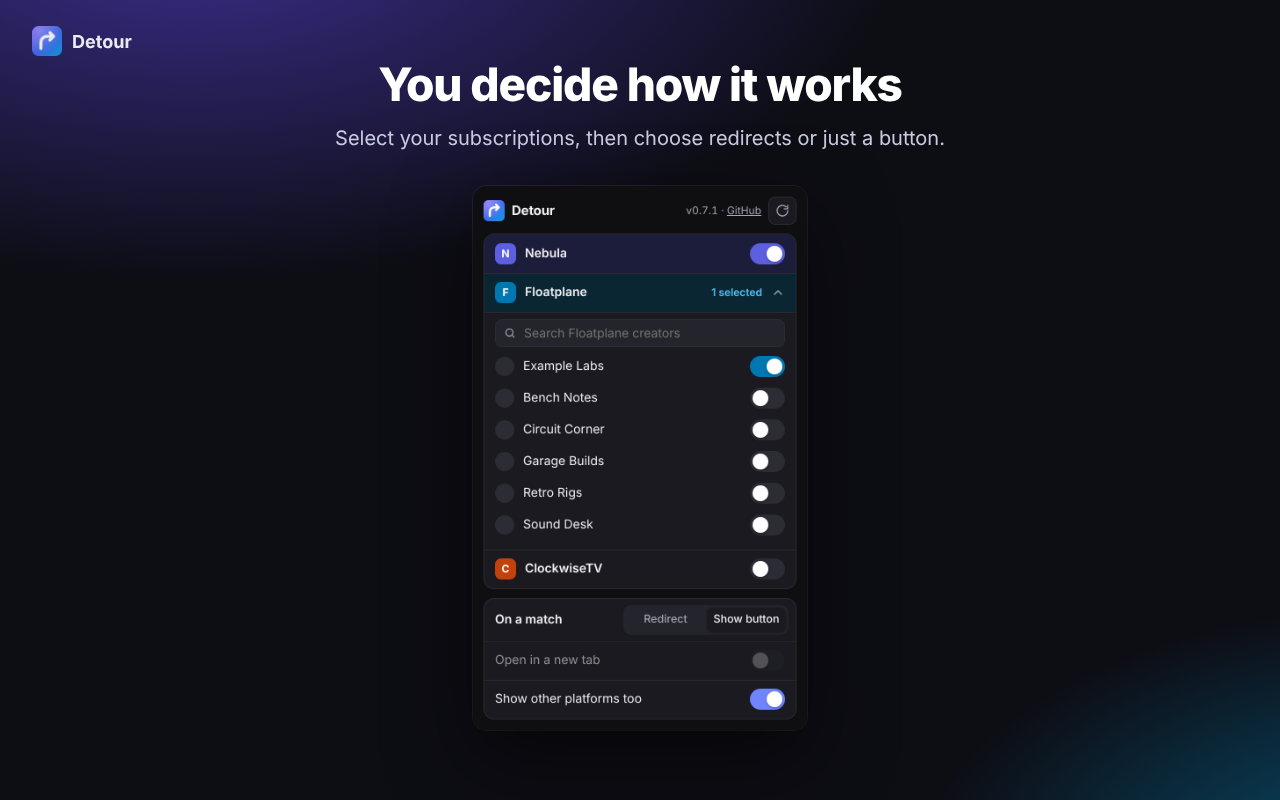 Detour
You decide how it works
Select your subscriptions, then choose redirects or just a button.
Detour v0.7.1 · GitHub
N Nebula
F Floatplane 1 selected
Search Floatplane creators
Example Labs
Bench Notes
Circuit Corner
Garage Builds
Retro Rigs
Sound Desk
C ClockwiseTV
On a match Redirect Show button
Open in a new tab
Show other platforms too